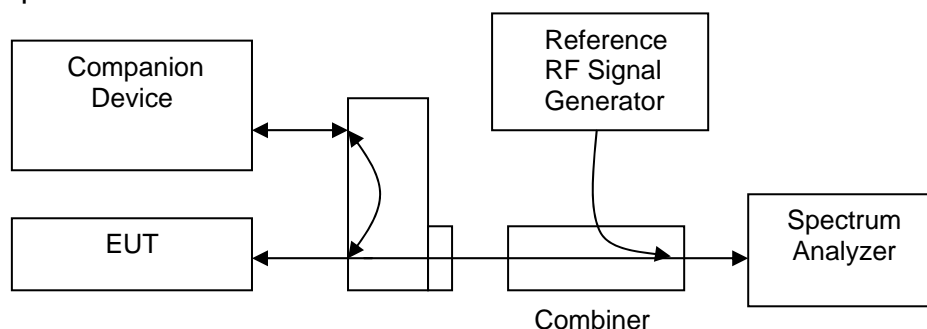 Companion
Device
Reference
RF Signal
Generator
EUT
Spectrum
Analyzer
Combiner